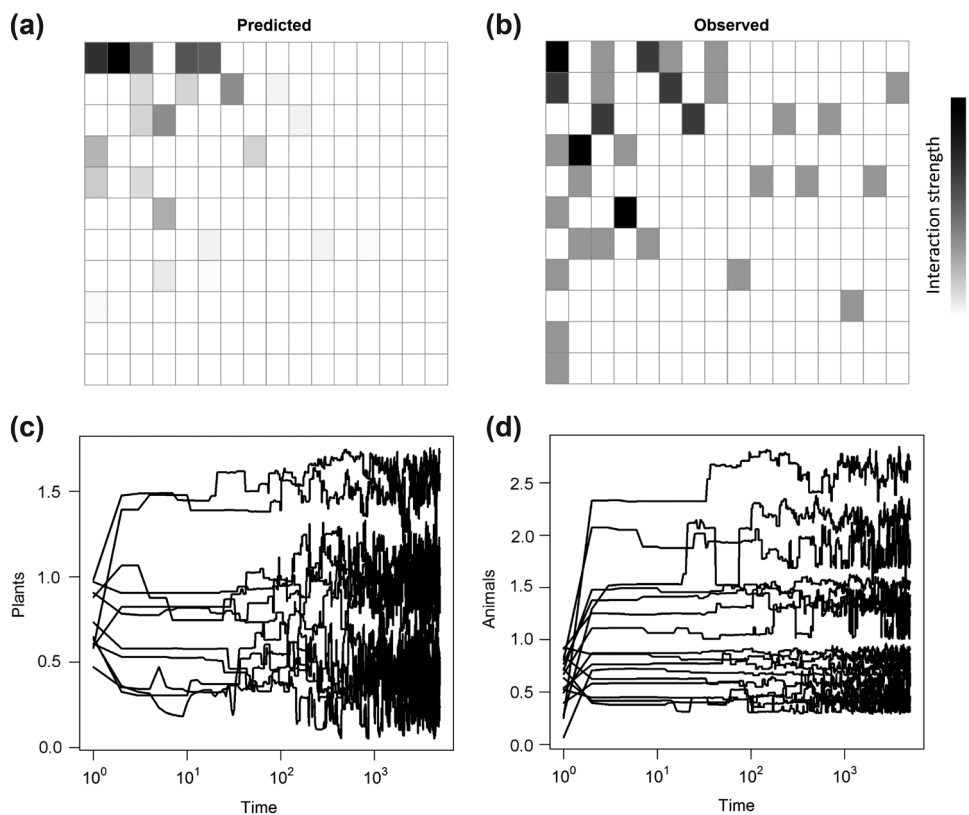 (a)
Predicted
(b)
Observed
Interaction strength
(c)
1.5
1.0
0.5
0.0
Plants
10⁰
10¹
10²
10³
Time
(d)
2.5
2.0
1.5
1.0
0.5
0.0
Animals
10⁰
10¹
10²
10³
Time